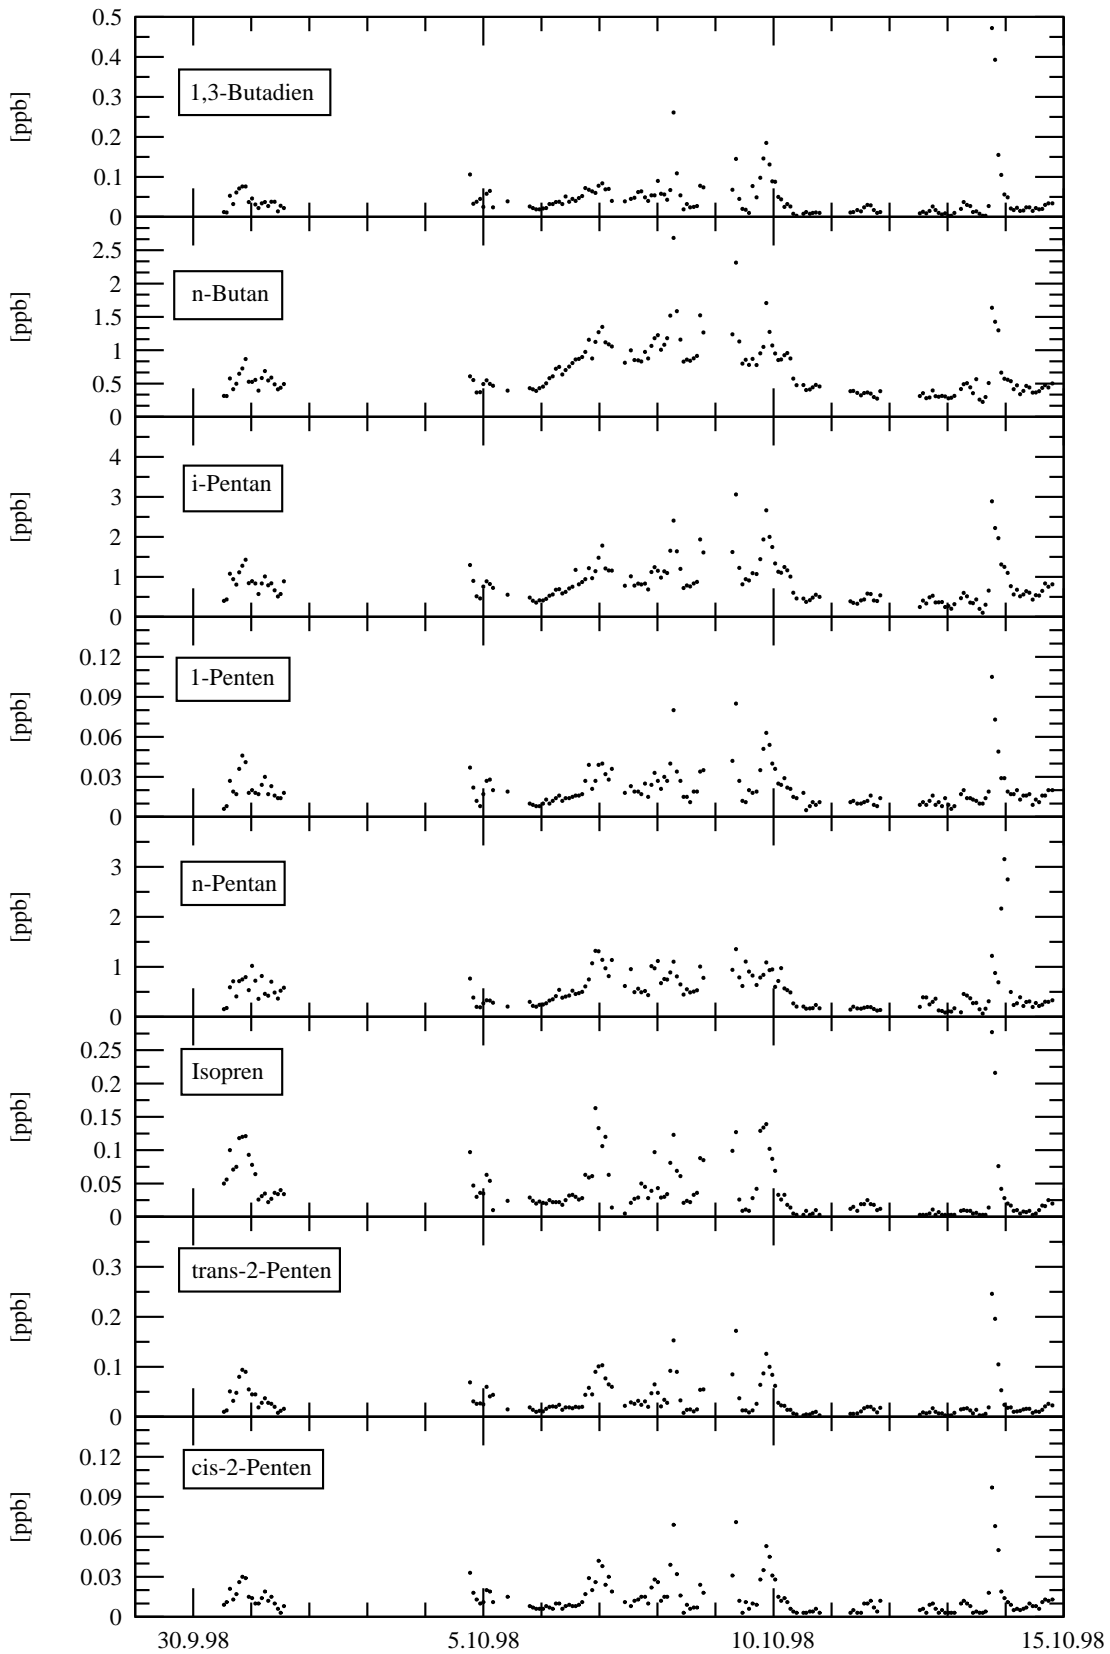 0.5
0.4
0.3
0.2
0.1
0
[ppb]
1,3-Butadien
2.5
2
1.5
1
0.5
0
[ppb]
n-Butan
4
3
2
1
0
[ppb]
i-Pentan
0.12
0.09
0.06
0.03
0
[ppb]
1-Penten
3
2
1
0
[ppb]
n-Pentan
0.25
0.2
0.15
0.1
0.05
0
[ppb]
Isopren
0.3
0.2
0.1
0
[ppb]
trans-2-Penten
0.12
0.09
0.06
0.03
0
[ppb]
cis-2-Penten
30.9.98 5.10.98 10.10.98 15.10.98